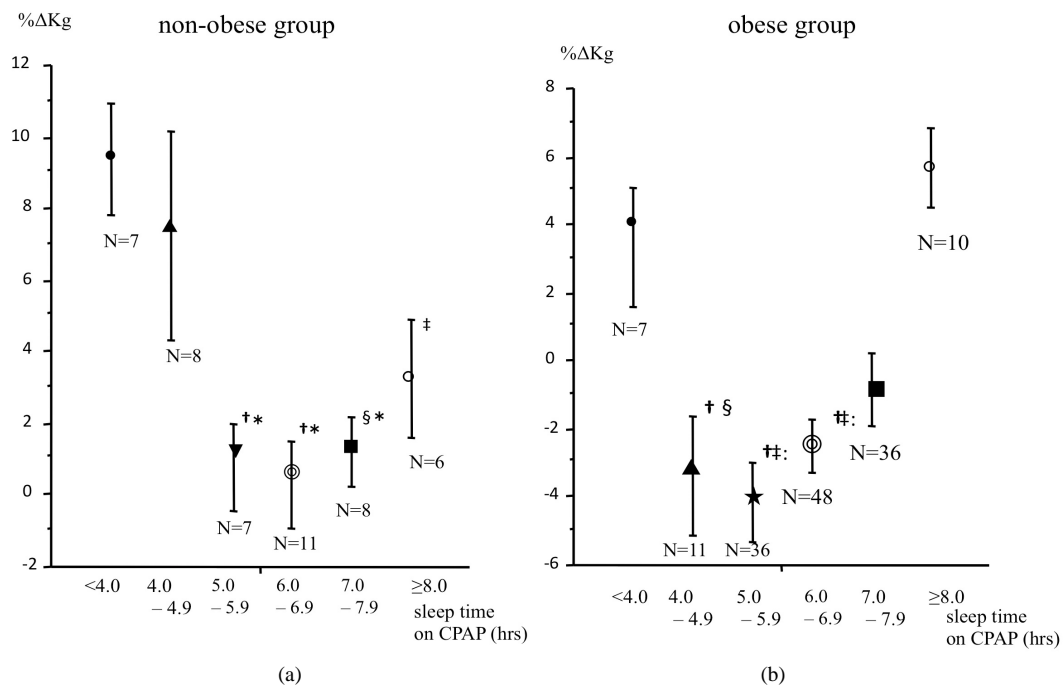 %ΔKg
non-obese group
12
10
8
6
4
2
0
-2
N=7
N=8
†*
N=7
†*
N=11
§*
N=8
‡
N=6
<4.0
4.0
– 4.9
5.0
– 5.9
6.0
– 6.9
7.0
– 7.9
≥8.0
sleep time
on CPAP (hrs)
(a)
obese group
%ΔKg
8
6
4
2
0
-2
-4
-6
N=7
† §
N=11
†‡:
N=36
†‡:
N=48
N=36
N=10
<4.0
4.0
– 4.9
5.0
– 5.9
6.0
– 6.9
7.0
– 7.9
≥8.0
sleep time
on CPAP (hrs)
(b)